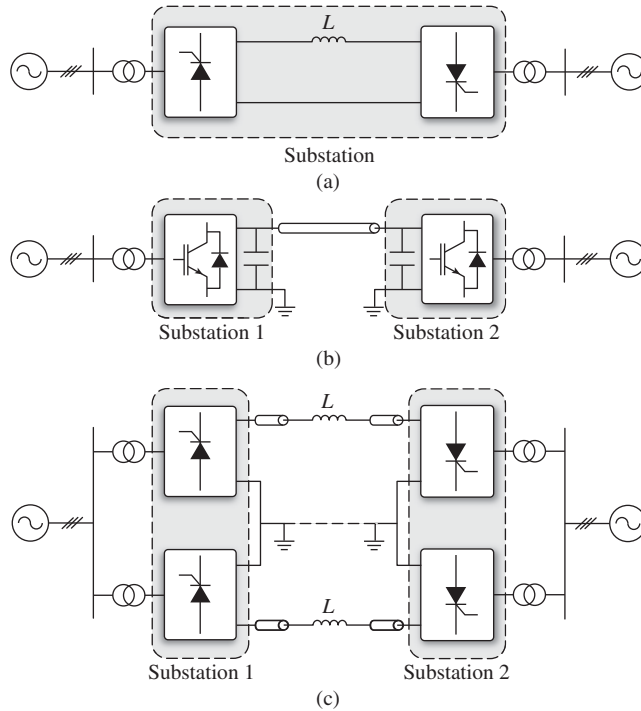 L
Substation
(a)
Substation 1
Substation 2
(b)
L
L
Substation 1
Substation 2
(c)